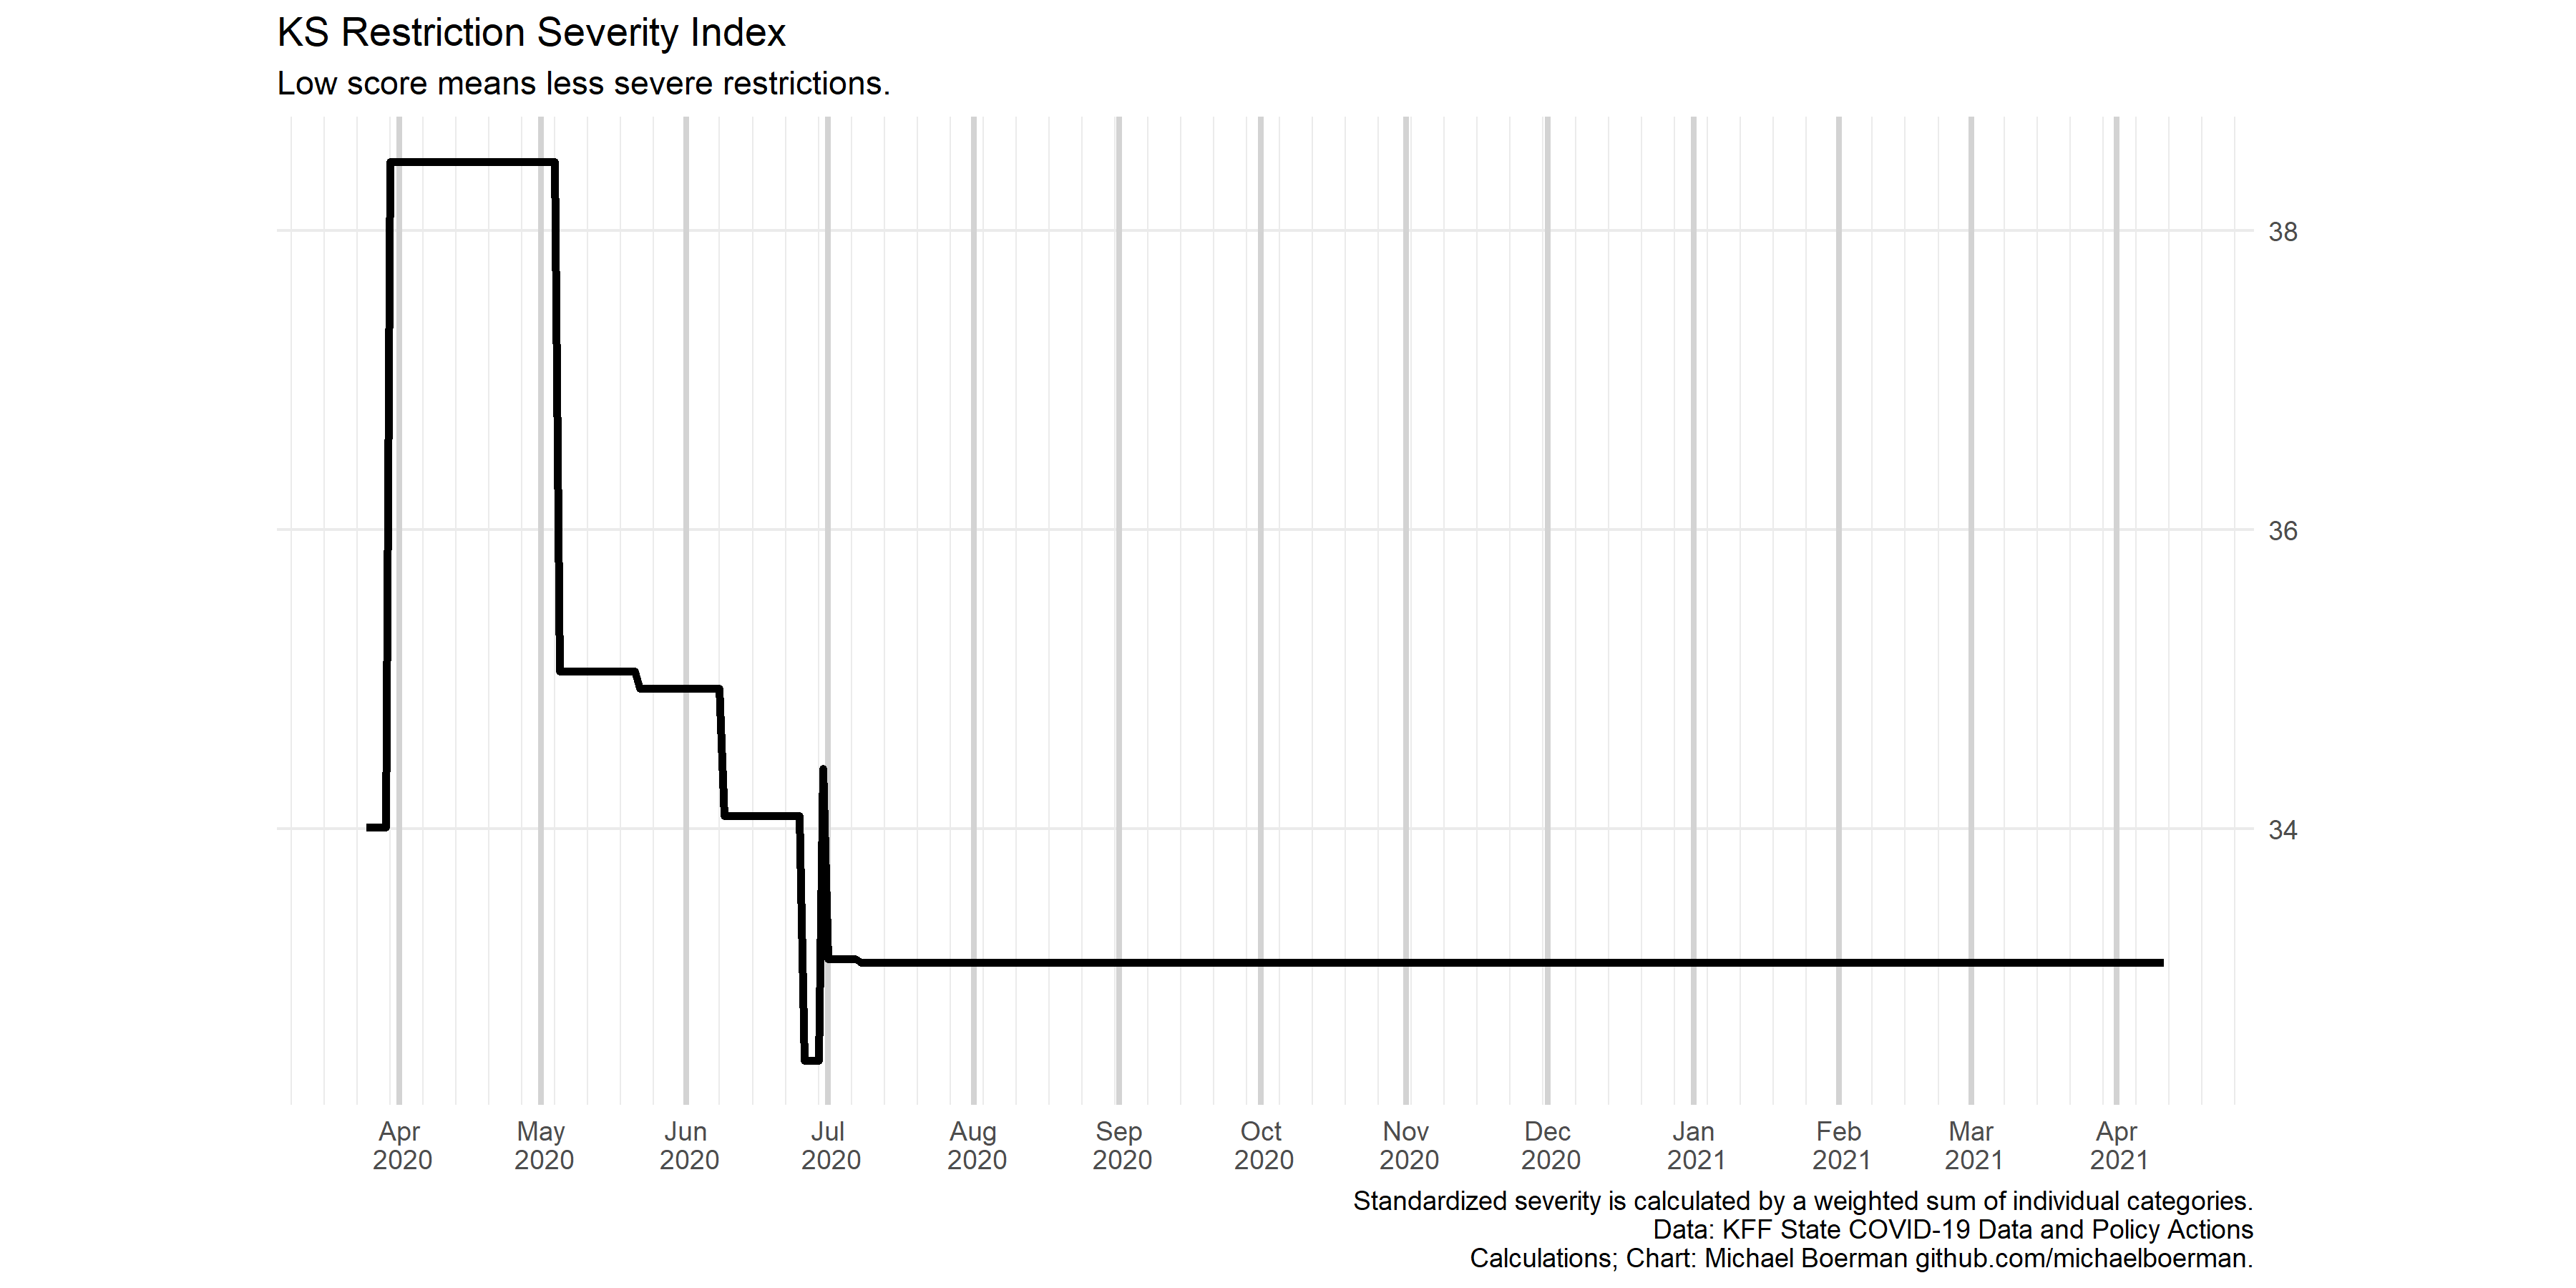 KS Restriction Severity Index
Low score means less severe restrictions.
38
36
34
Apr May Jun Jul Aug Sep Oct Nov Dec Jan Feb Mar Apr
2020 2020 2020 2020 2020 2020 2020 2020 2020 2021 2021 2021 2021
Standardized severity is calculated by a weighted sum of individual categories.
Data: KFF State COVID-19 Data and Policy Actions
Calculations; Chart: Michael Boerman github.com/michaelboerman.